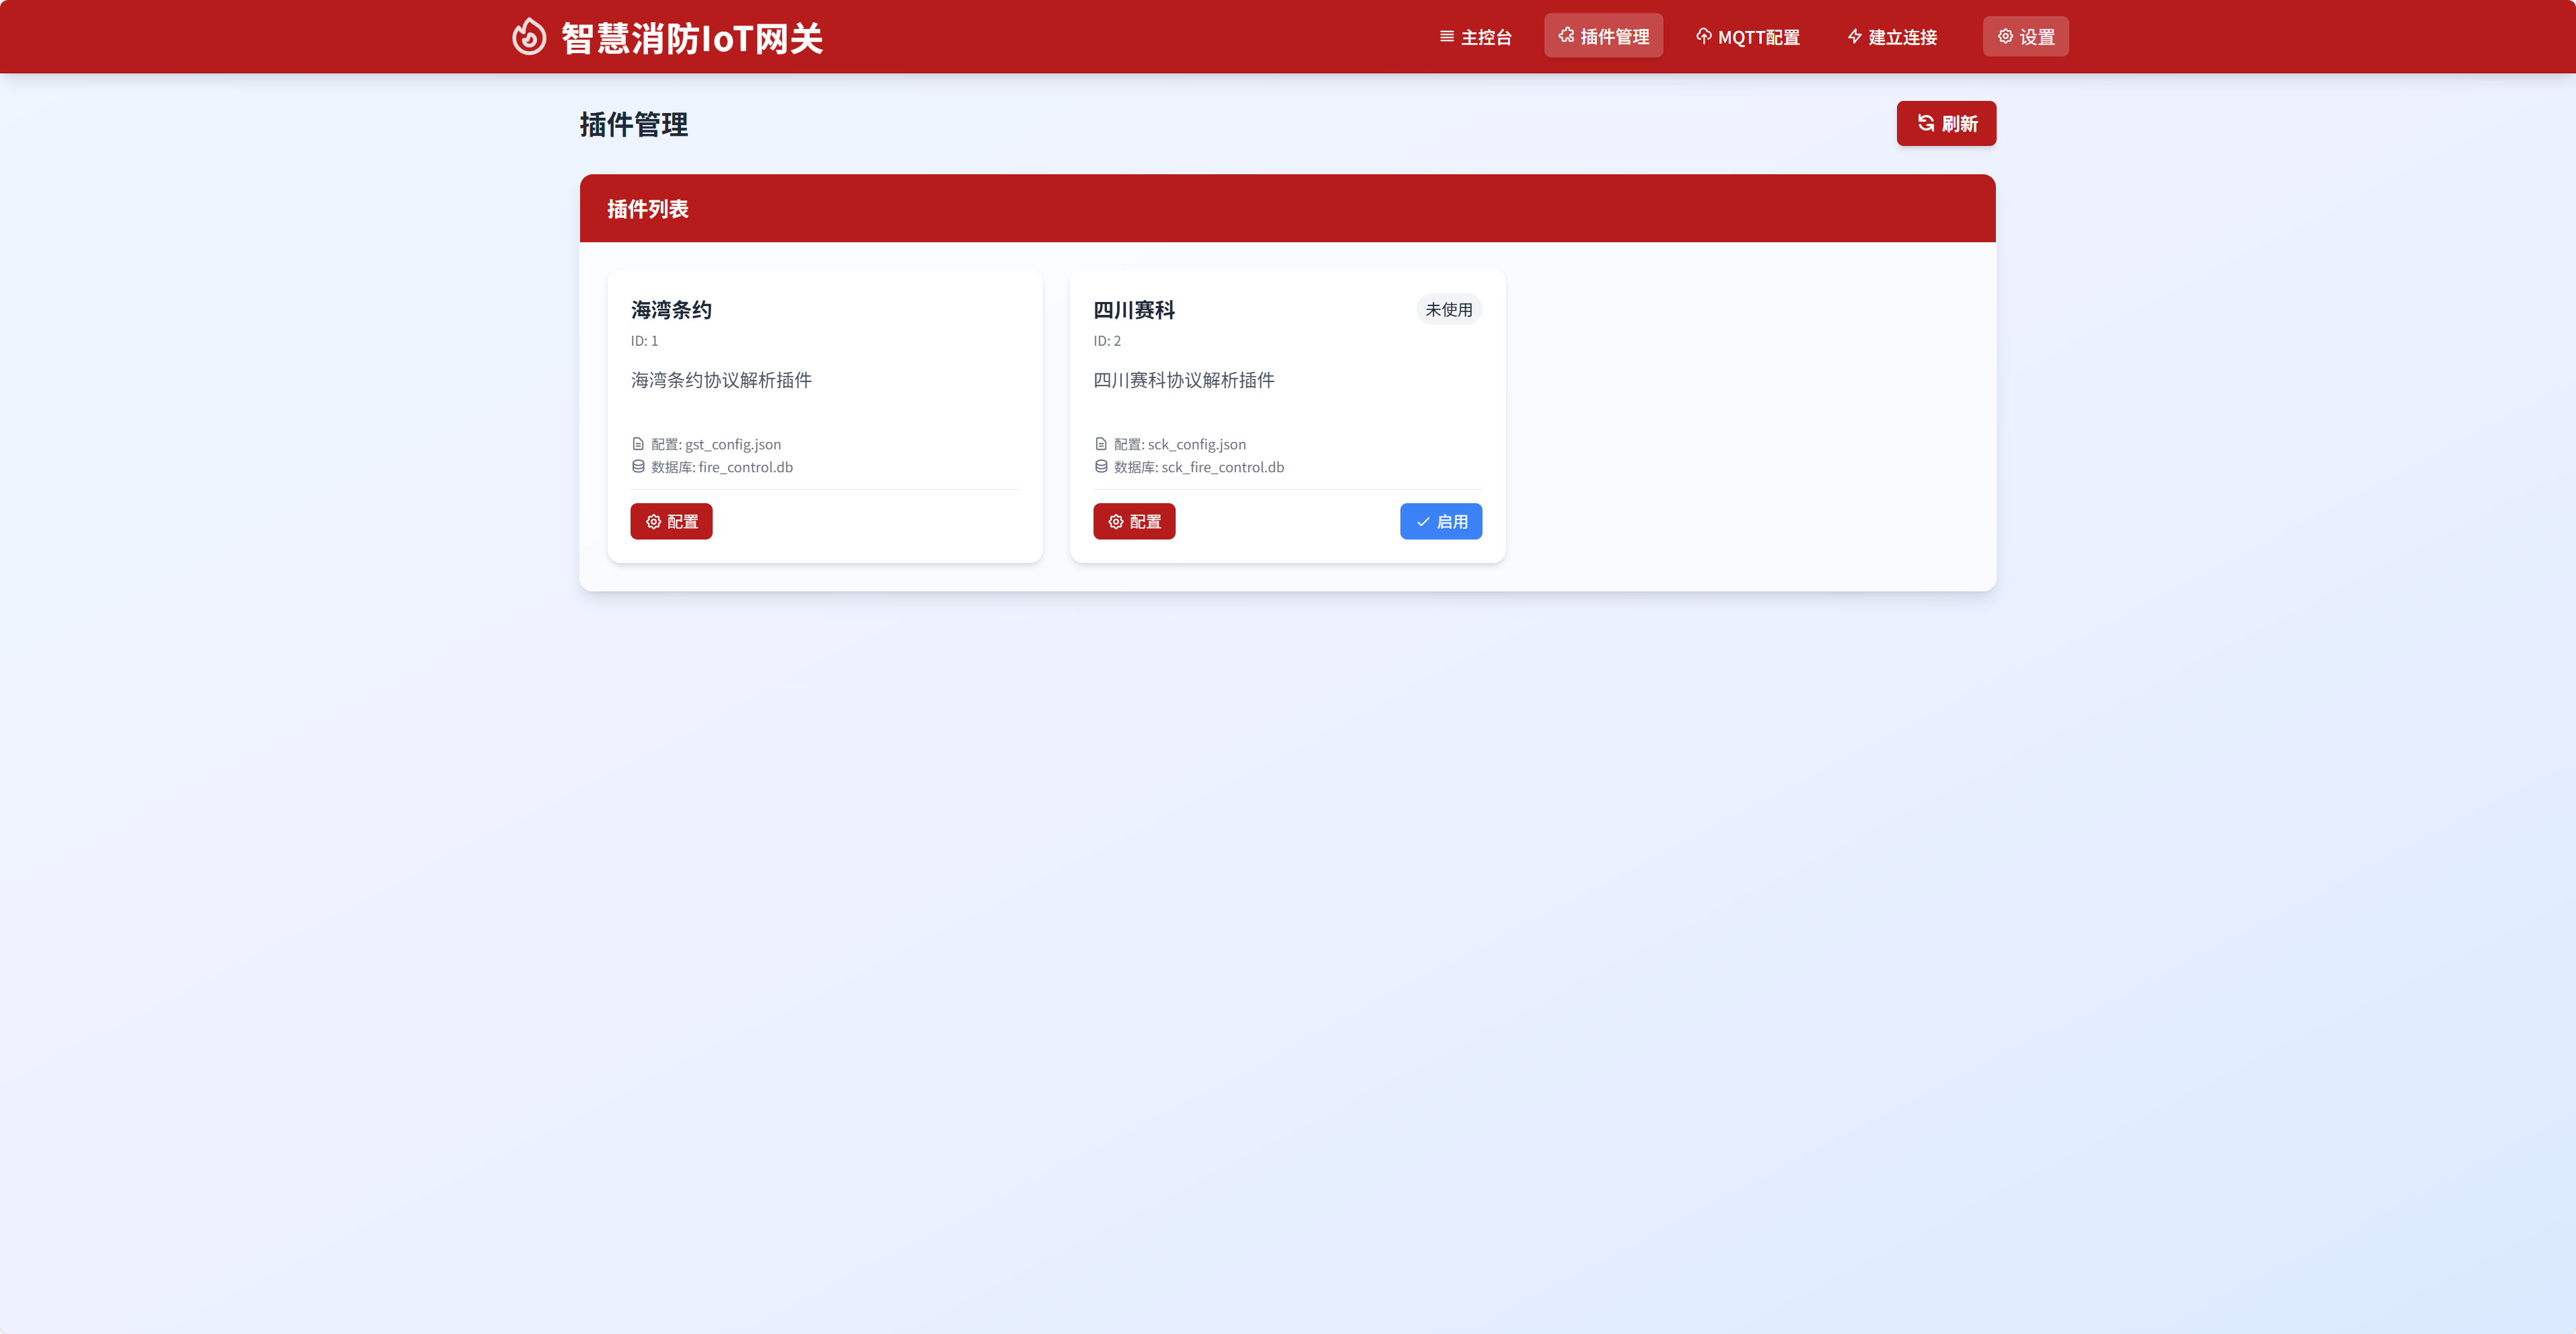 智慧消防IoT网关
主控台 插件管理 MQTT配置 建立连接 设置
插件管理
刷新
插件列表
海湾条约
ID: 1
海湾条约协议解析插件
配置: gst_config.json
数据库: fire_control.db
配置
四川赛科
未使用
ID: 2
四川赛科协议解析插件
配置: sck_config.json
数据库: sck_fire_control.db
配置
启用